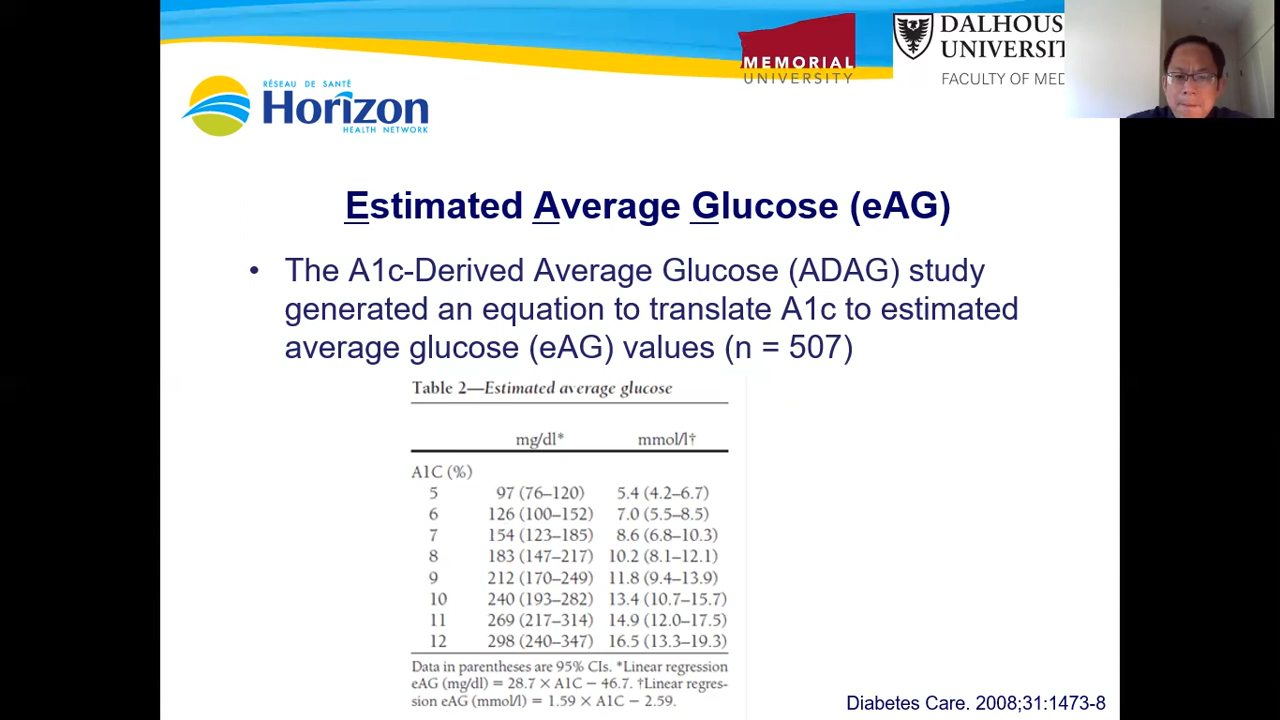 MEMORIAL
UNIVERSITY
DALHOUS
UNIVERSIT
FACULTY OF MED
RÉSEAU DE SANTÉ
Horizon
HEALTH NETWORK
Estimated Average Glucose (eAG)
• The A1c-Derived Average Glucose (ADAG) study
generated an equation to translate A1c to estimated
average glucose (eAG) values (n = 507)
Table 2—Estimated average glucose
mg/dl* mmol/l†
A1C (%)
5 97 (76–120) 5.4 (4.2–6.7)
6 126 (100–152) 7.0 (5.5–8.5)
7 154 (123–185) 8.6 (6.8–10.3)
8 183 (147–217) 10.2 (8.1–12.1)
9 212 (170–249) 11.8 (9.4–13.9)
10 240 (193–282) 13.4 (10.7–15.7)
11 269 (217–314) 14.9 (12.0–17.5)
12 298 (240–347) 16.5 (13.3–19.3)
Data in parentheses are 95% CIs. *Linear regression
eAG (mg/dl) = 28.7 × A1C − 46.7. †Linear regres-
sion eAG (mmol/l) = 1.59 × A1C − 2.59.
Diabetes Care. 2008;31:1473-8